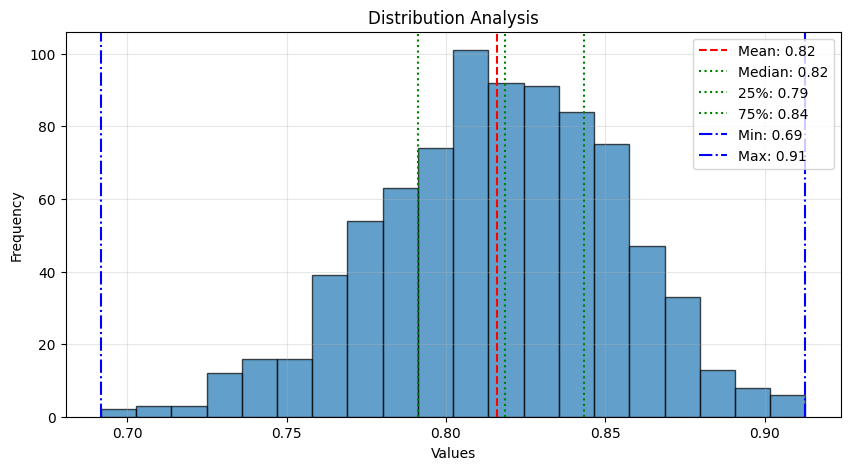 Distribution Analysis
Mean: 0.82
Median: 0.82
25%: 0.79
75%: 0.84
Min: 0.69
Max: 0.91
Frequency
100
80
60
40
20
0
0.70 0.75 0.80 0.85 0.90
Values